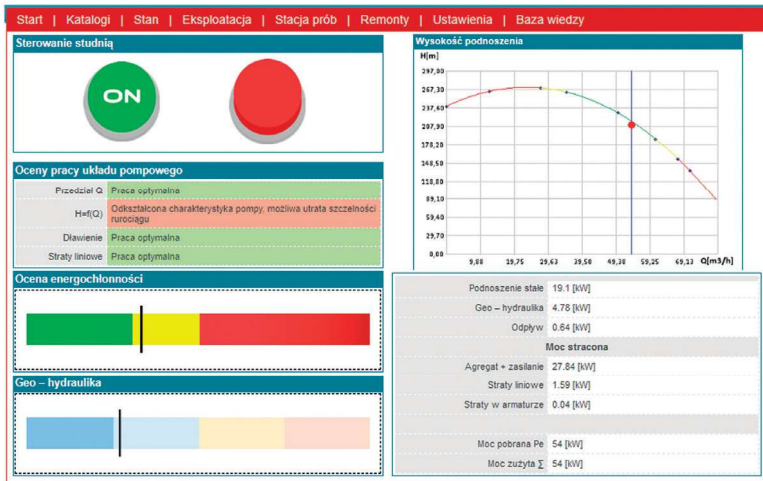 Start | Katalogi | Stan | Eksploatacja | Stacja prób | Remonty | Ustawienia | Baza wiedzy
Sterowanie studnią
ON
Oceny pracy układu pompowego
Przedział Q Praca optymalna
H=f(Q) Odkształcona charakterystyka pompy, możliwa utrata szczelności
rurociągu
Dławienie Praca optymalna
Straty liniowe Praca optymalna
Ocena energochłonności
Geo – hydraulika
Wysokość podnoszenia
H[m]
297,00
267,30
237,60
207,90
178,20
148,50
118,80
89,10
59,40
29,70
0,00
9,88 19,75 29,63 39,50 49,38 59,25 69,13 Q[m3/h]
Podnoszenie stałe 19.1 [kW]
Geo – hydraulika 4.78 [kW]
Odpływ 0.64 [kW]
Moc stracona
Agregat + zasilanie 27.84 [kW]
Straty liniowe 1.59 [kW]
Straty w armaturze 0.04 [kW]
Moc pobrana Pe 54 [kW]
Moc zużyta ∑ 54 [kW]